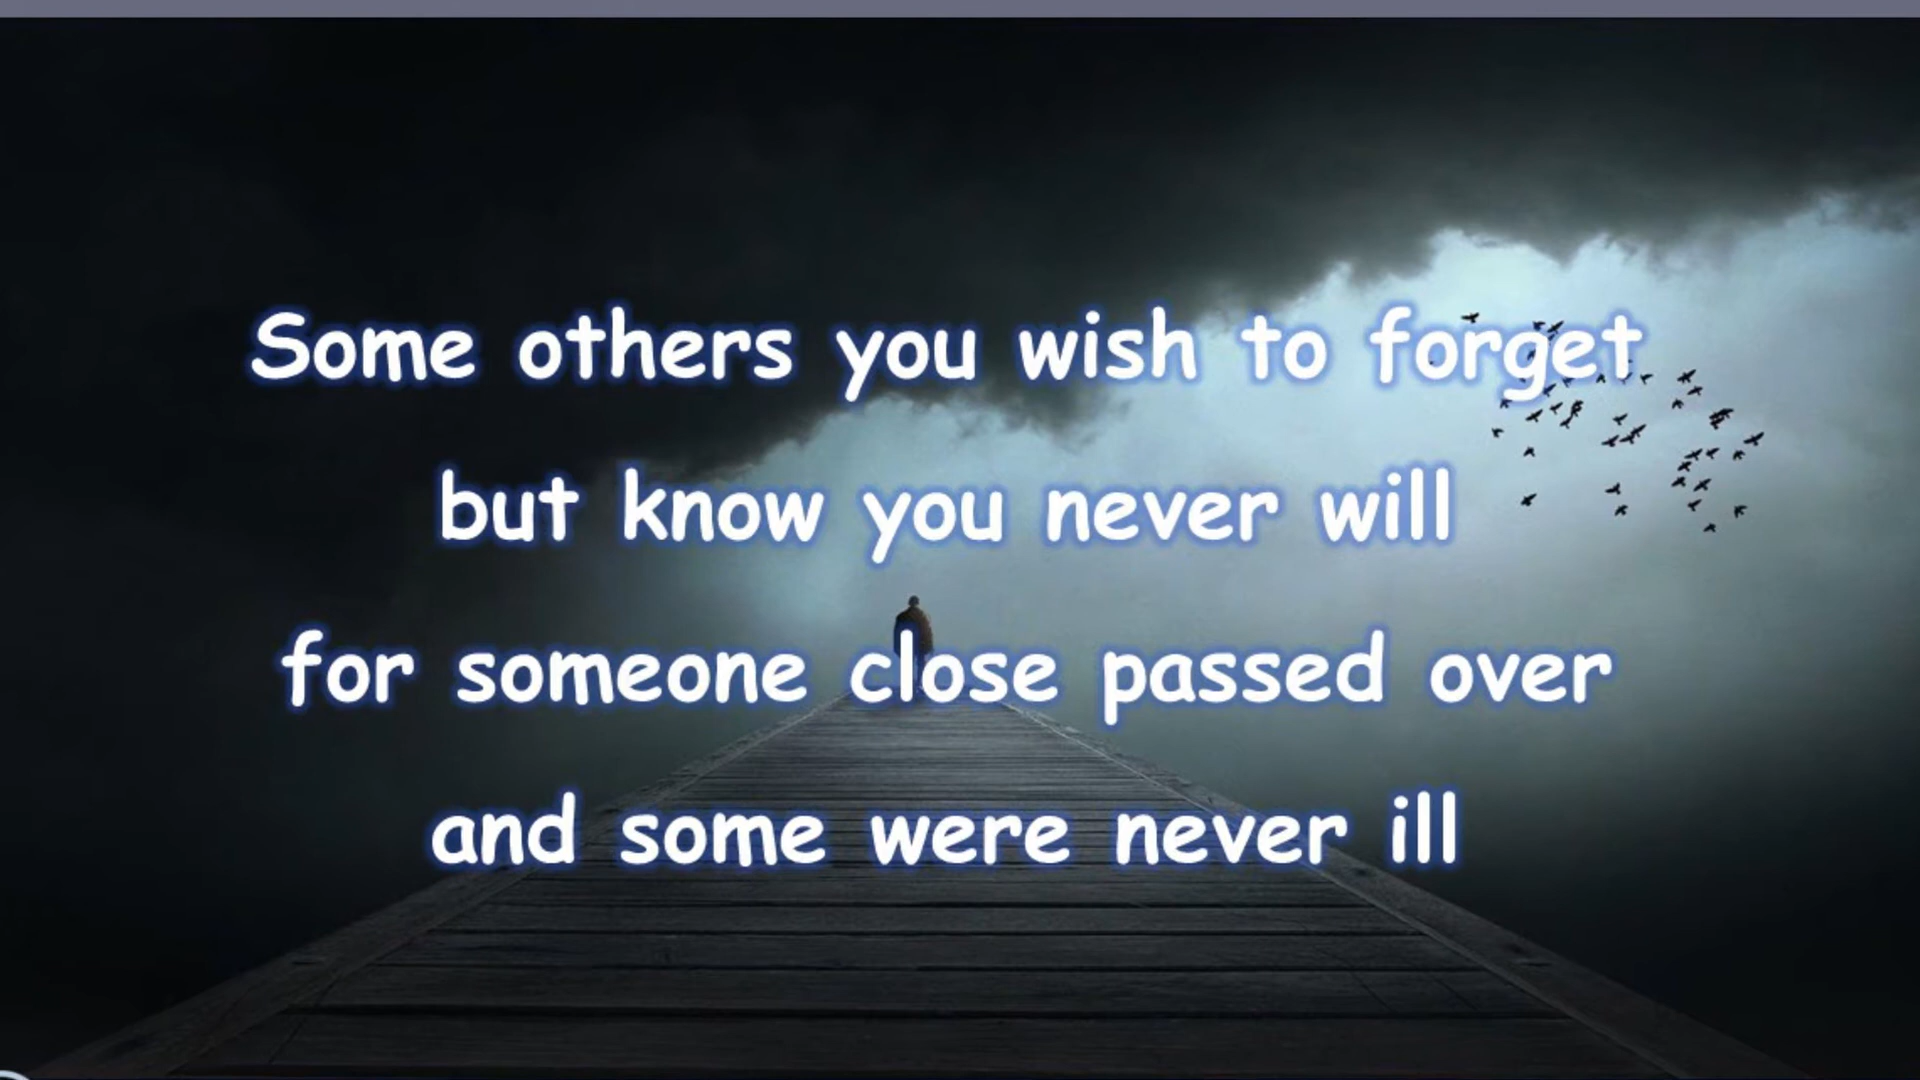 Some others you wish to forget
but know you never will
for someone close passed over
and some were never ill